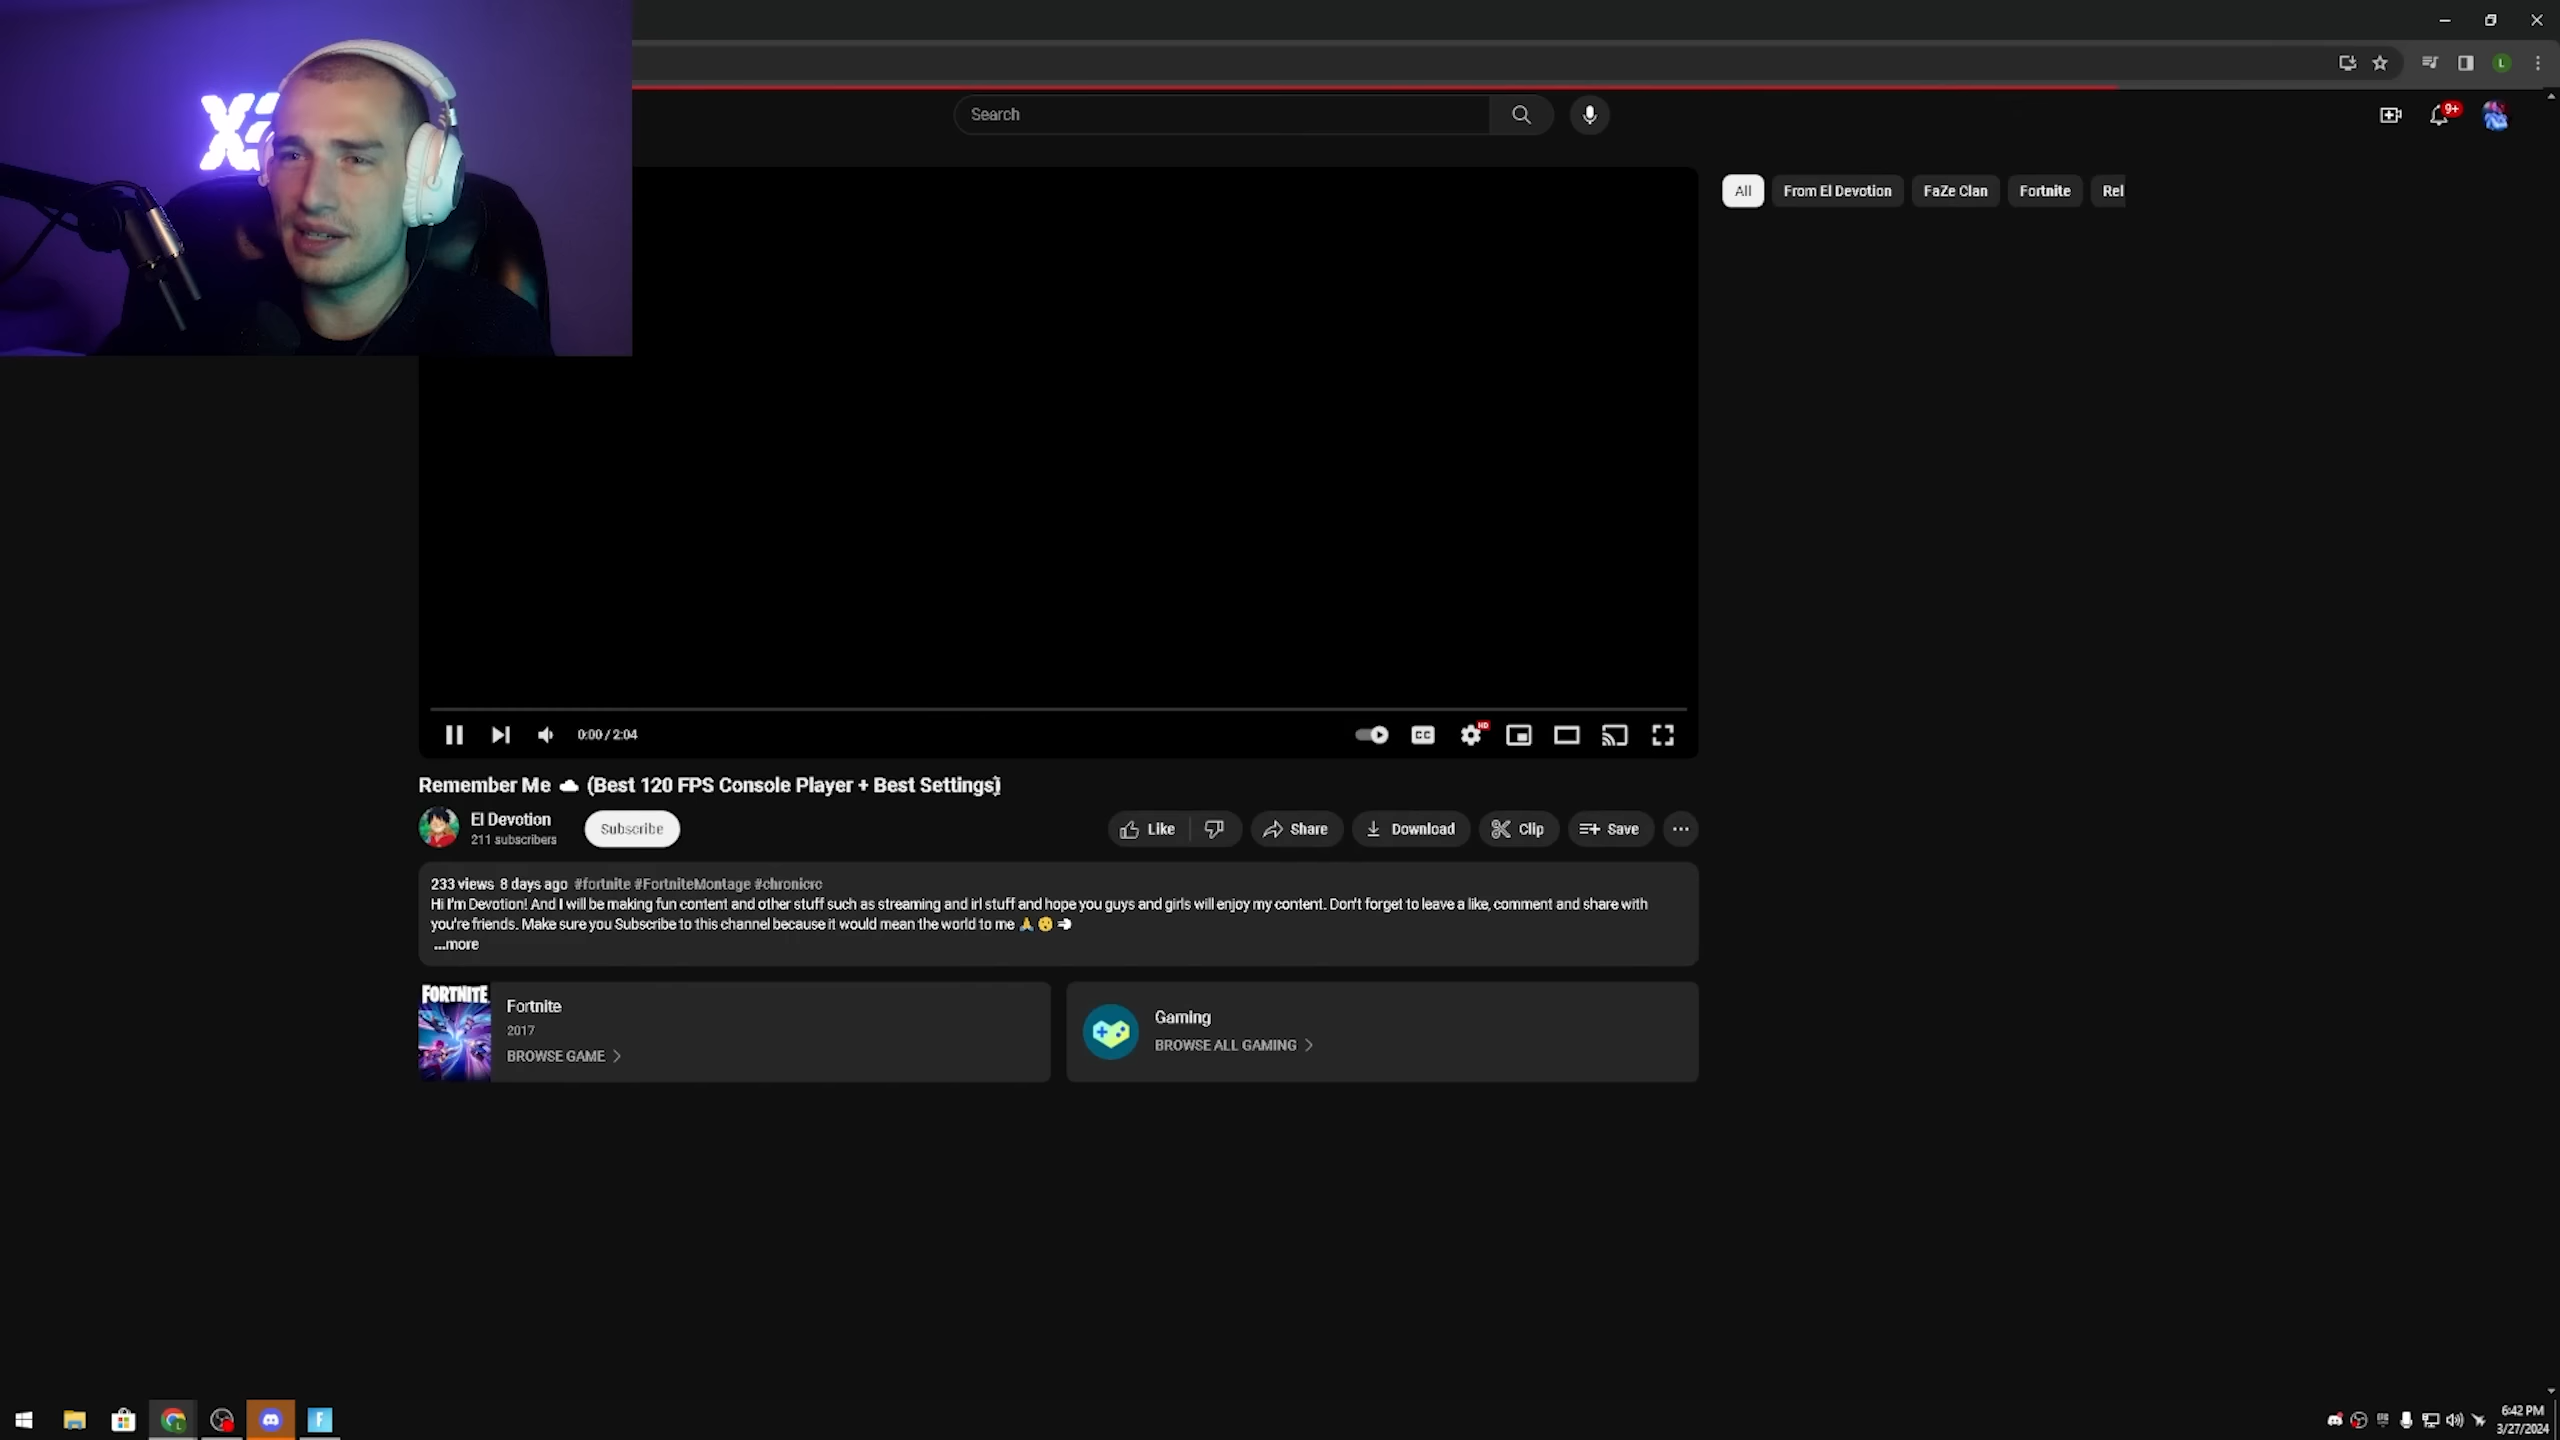 L
Search
9+
All
From El Devotion
FaZe Clan
Fortnite
Rel
0:00 / 2:04
CC
HD
Remember Me ☁ (Best 120 FPS Console Player + Best Settings)
El Devotion
211 subscribers
Subscribe
Like
Share
Download
Clip
Save
233 views 8 days ago #fortnite #FortniteMontage #chronicrc
Hi I'm Devotion! And I will be making fun content and other stuff such as streaming and irl stuff and hope you guys and girls will enjoy my content. Don't forget to leave a like, comment and share with
you're friends. Make sure you Subscribe to this channel because it would mean the world to me 🙏 😯 💨
...more
FORTNITE
Fortnite
2017
BROWSE GAME
Gaming
BROWSE ALL GAMING
F
6:42 PM
3/27/2024